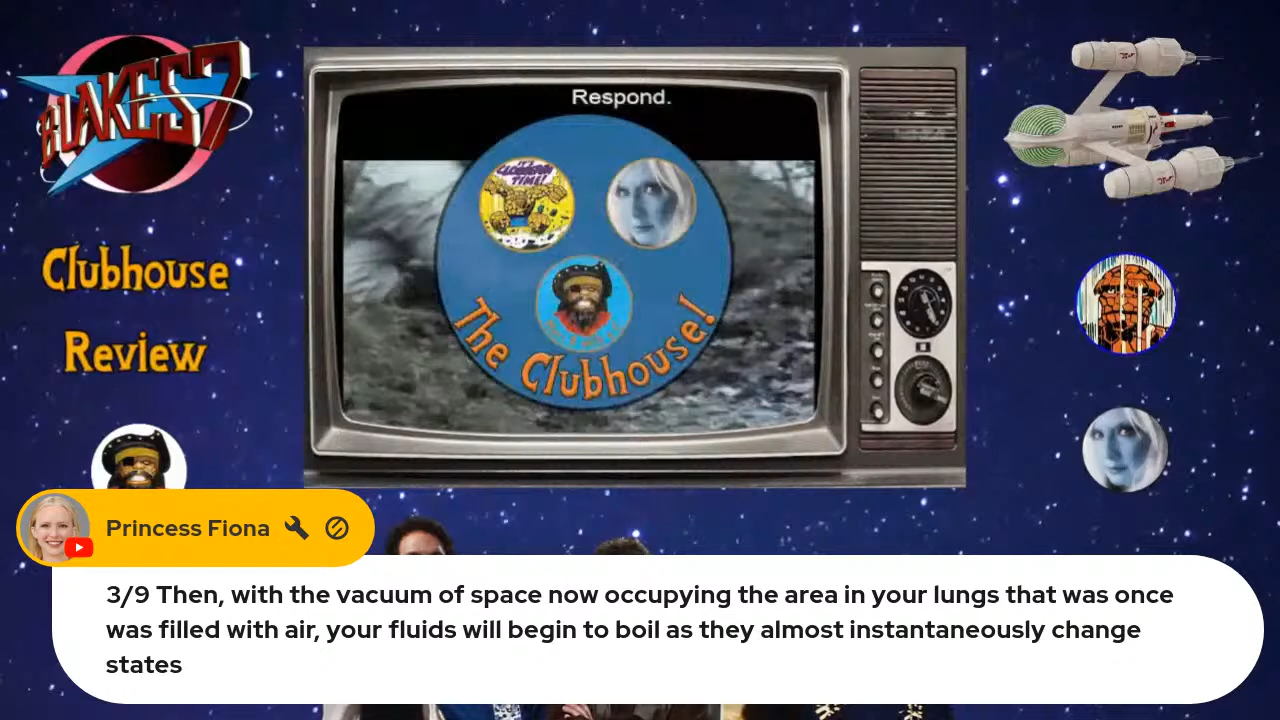 BLAKES 7
Respond.
IT'S
CLOBBERIN'
TIME!
The Clubhouse!
Clubhouse
Review
Princess Fiona
3/9 Then, with the vacuum of space now occupying the area in your lungs that was once
was filled with air, your fluids will begin to boil as they almost instantaneously change
states